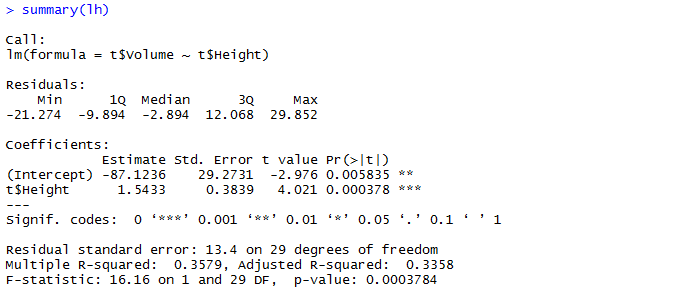 > summary(lh)
Call:
lm(formula = t$Volume ~ t$Height)
Residuals:
    Min      1Q  Median      3Q     Max
-21.274  -9.894  -2.894  12.068  29.852
Coefficients:
            Estimate Std. Error t value Pr(>|t|)
(Intercept) -87.1236    29.2731  -2.976 0.005835 **
t$Height      1.5433     0.3839   4.021 0.000378 ***
---
Signif. codes:  0 ‘***’ 0.001 ‘**’ 0.01 ‘*’ 0.05 ‘.’ 0.1 ‘ ’ 1
Residual standard error: 13.4 on 29 degrees of freedom
Multiple R-squared:  0.3579, Adjusted R-squared:  0.3358
F-statistic: 16.16 on 1 and 29 DF,  p-value: 0.0003784